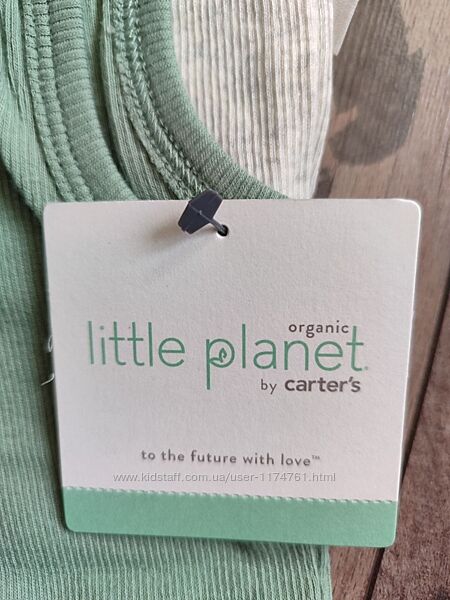 organic
little planet®
by carter's
to the future with love™
www.kidstaff.com.ua/user-1174761.html